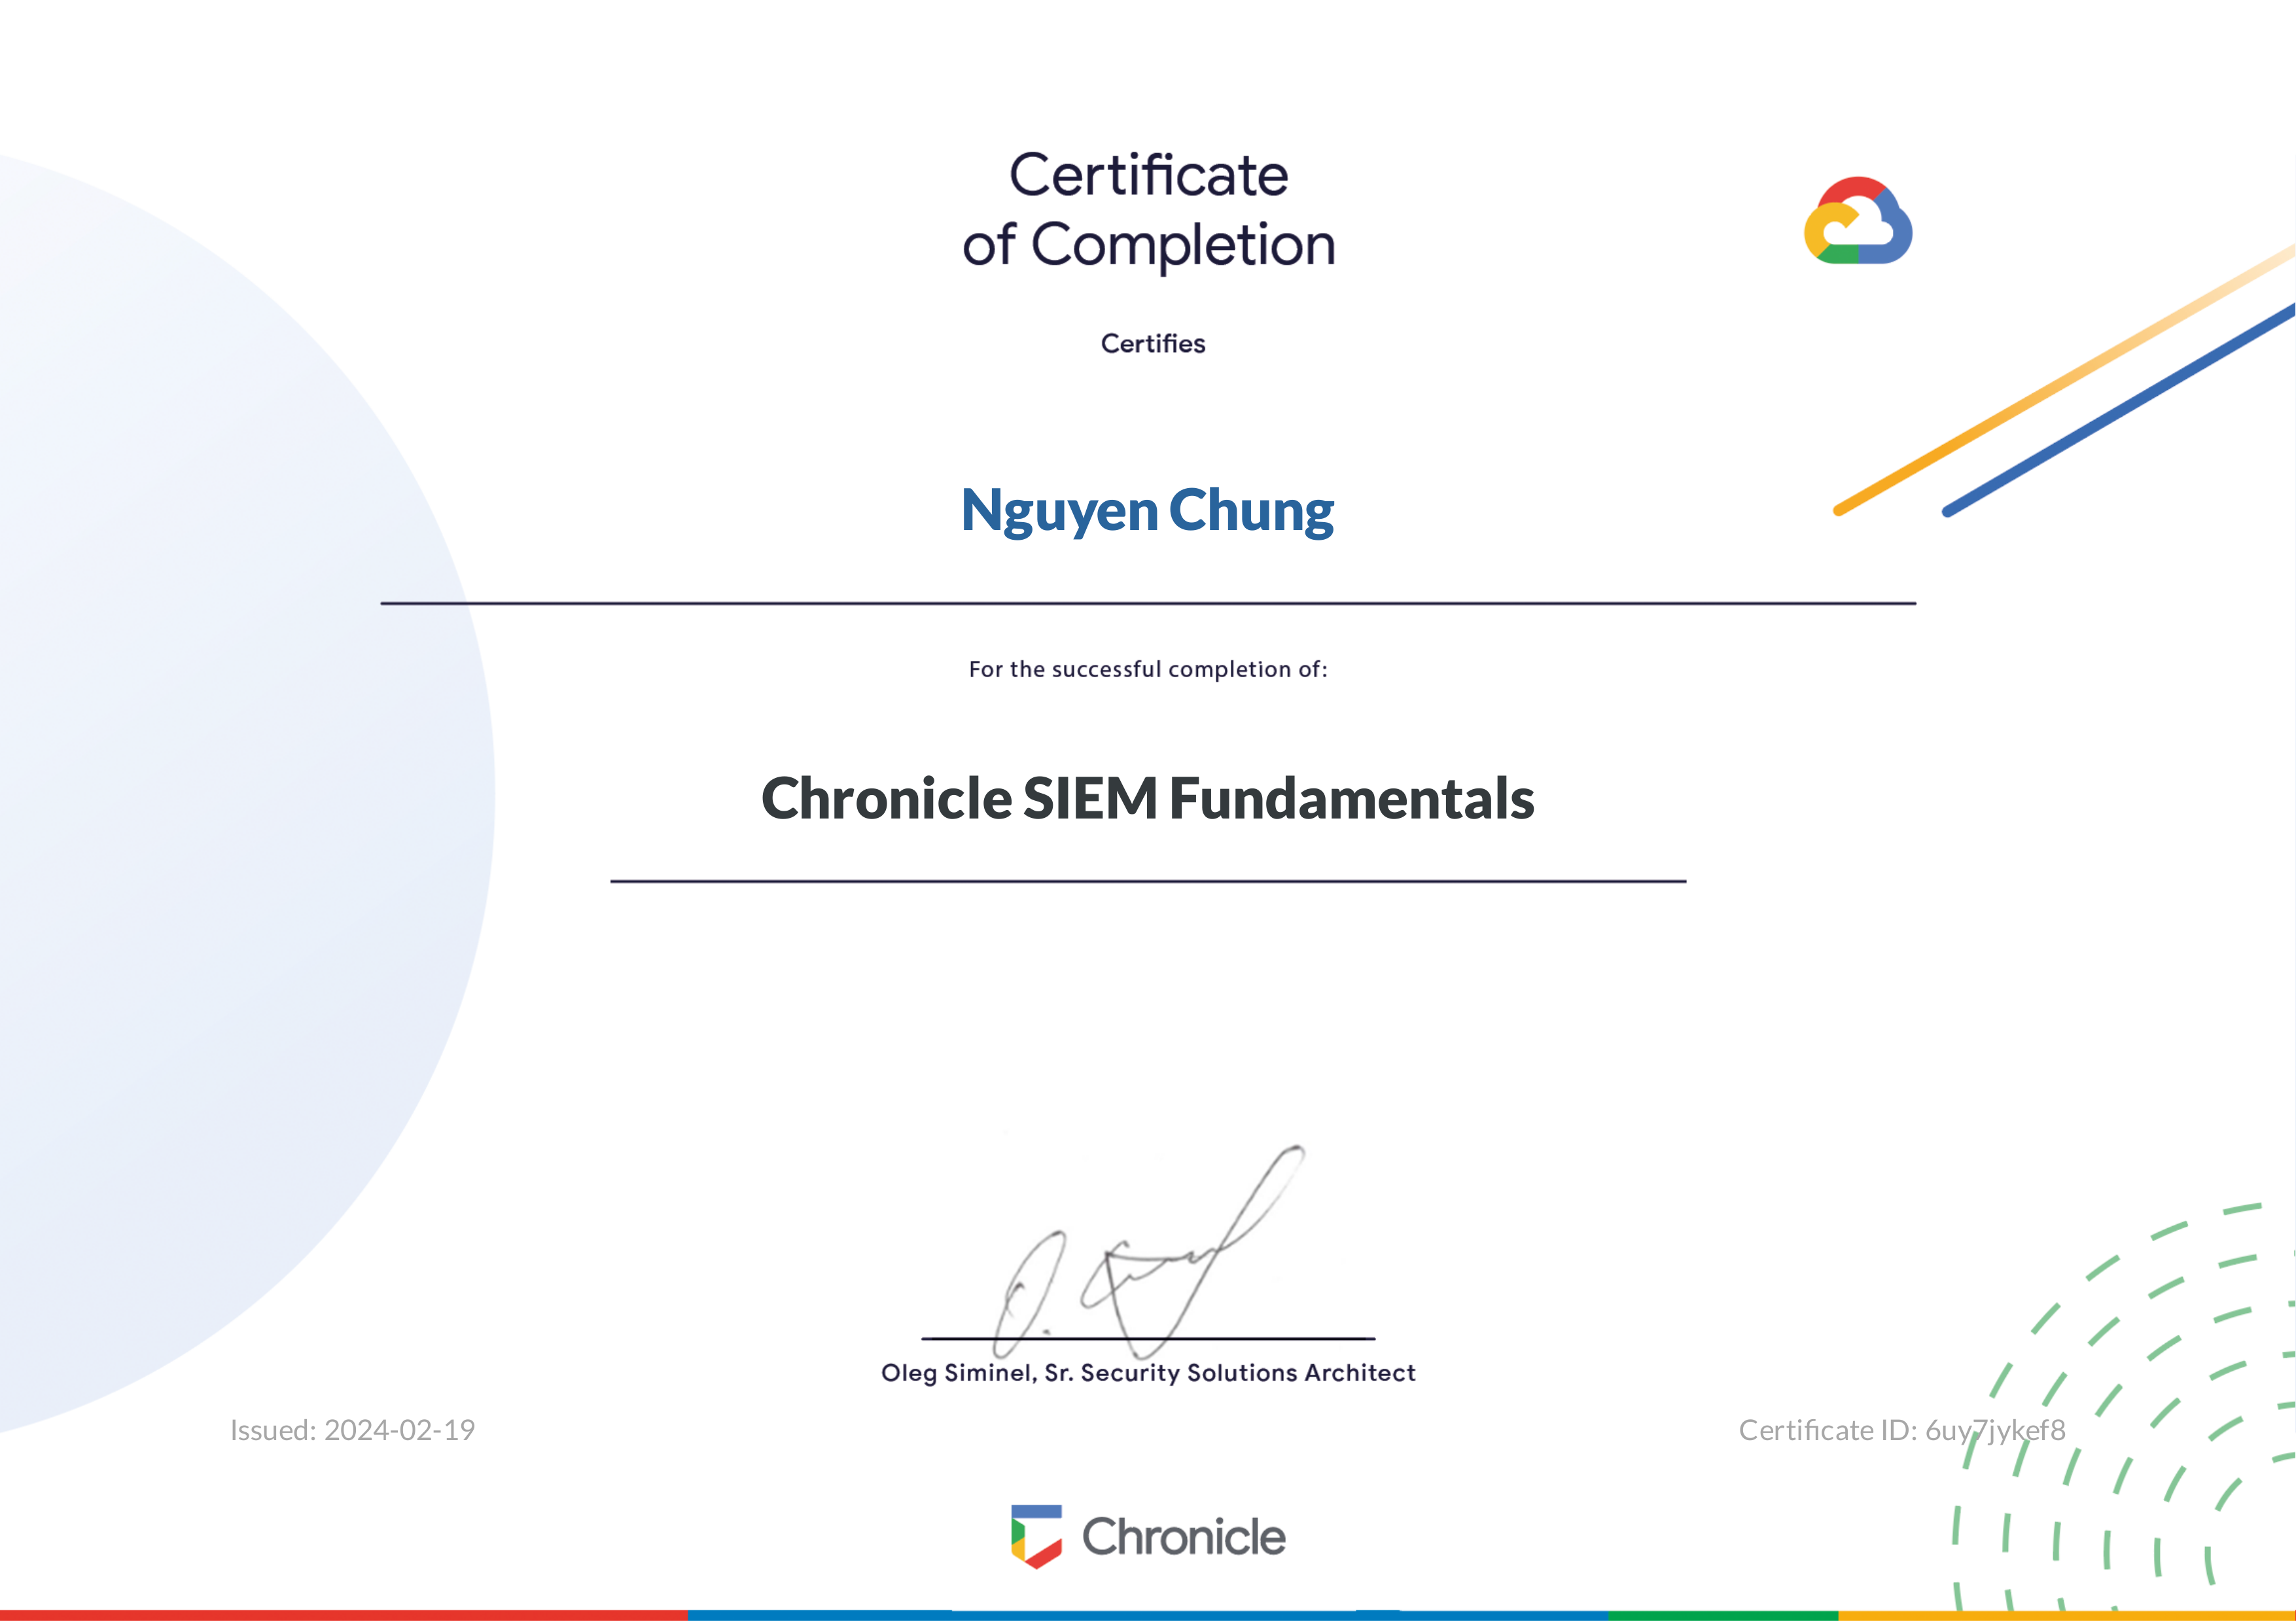 Certificate
of Completion
Certifies
Nguyen Chung
For the successful completion of:
Chronicle SIEM Fundamentals
Oleg Siminel, Sr. Security Solutions Architect
Issued: 2024-02-19
Certificate ID: 6uy7jykef8
Chronicle